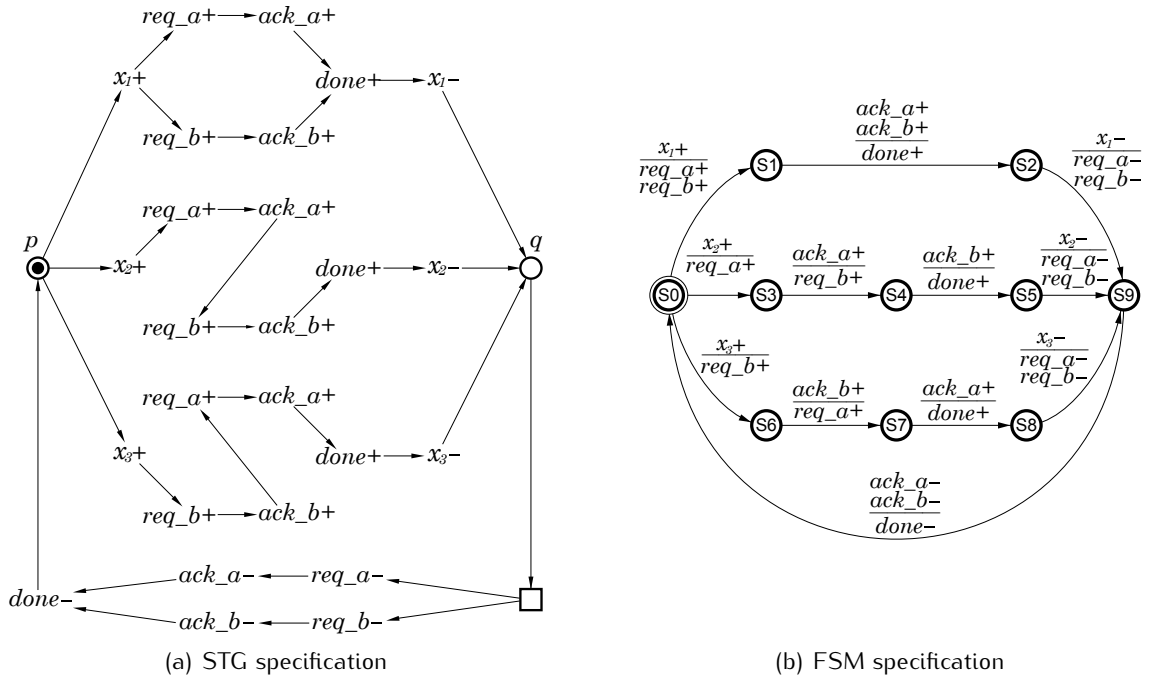 req_a+ ack_a+
x1+ done+ x1−
req_b+ ack_b+
req_a+ ack_a+
p q
x2+ done+ x2−
req_b+ ack_b+
req_a+ ack_a+
x3+ done+ x3−
req_b+ ack_b+
ack_a− req_a−
done−
ack_b− req_b−
(a) STG specification
ack_a+
ack_b+
done+
x1+
req_a+
req_b+
x1−
req_a−
req_b−
S1 S2
x2+
req_a+
ack_a+
req_b+
ack_b+
done+
x2−
req_a−
req_b−
S0 S3 S4 S5 S9
x3+
req_b+
ack_b+
req_a+
ack_a+
done+
x3−
req_a−
req_b−
S6 S7 S8
ack_a−
ack_b−
done−
(b) FSM specification